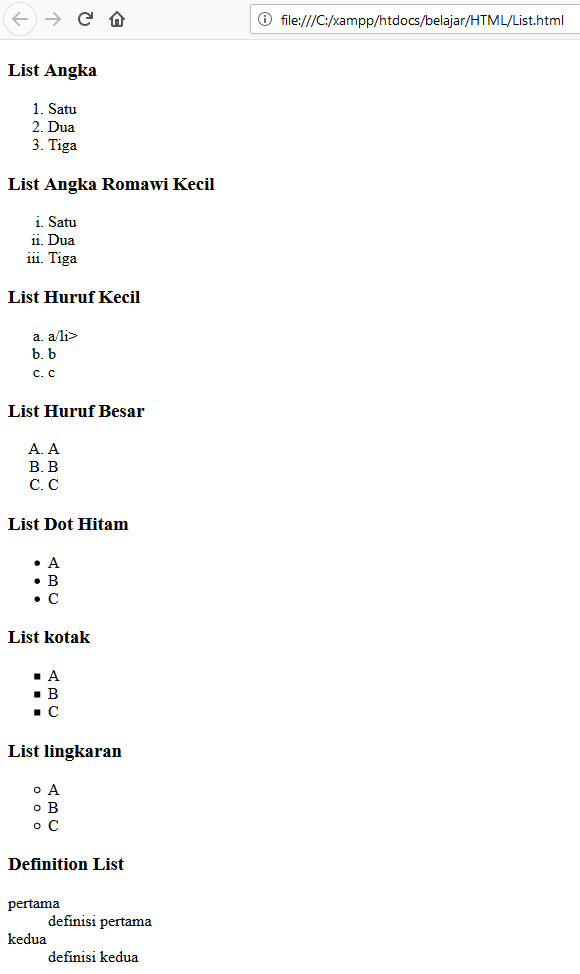 file:///C:/xampp/htdocs/belajar/HTML/List.html
List Angka
1. Satu
2. Dua
3. Tiga
List Angka Romawi Kecil
i. Satu
ii. Dua
iii. Tiga
List Huruf Kecil
a. a/li>
b. b
c. c
List Huruf Besar
A. A
B. B
C. C
List Dot Hitam
• A
• B
• C
List kotak
▪ A
▪ B
▪ C
List lingkaran
○ A
○ B
○ C
Definition List
pertama
definisi pertama
kedua
definisi kedua